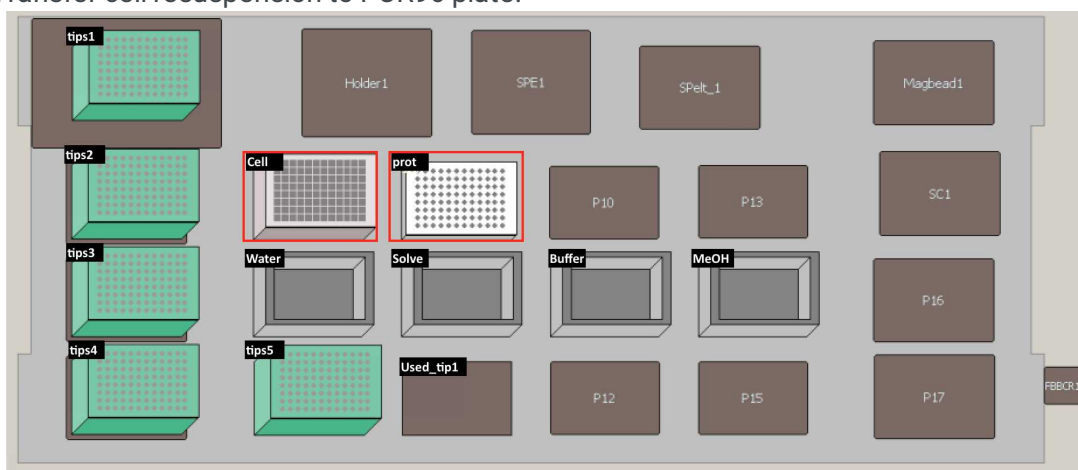 Transfer cell resuspension to PCR96 plate.
tips1
Holder1
SPE1
SPelt_1
Magbead1
tips2
Cell
prot
P10
P13
SC1
tips3
Water
Solve
Buffer
MeOH
P16
tips4
tips5
Used_tip1
P12
P15
P17
FBBCR1